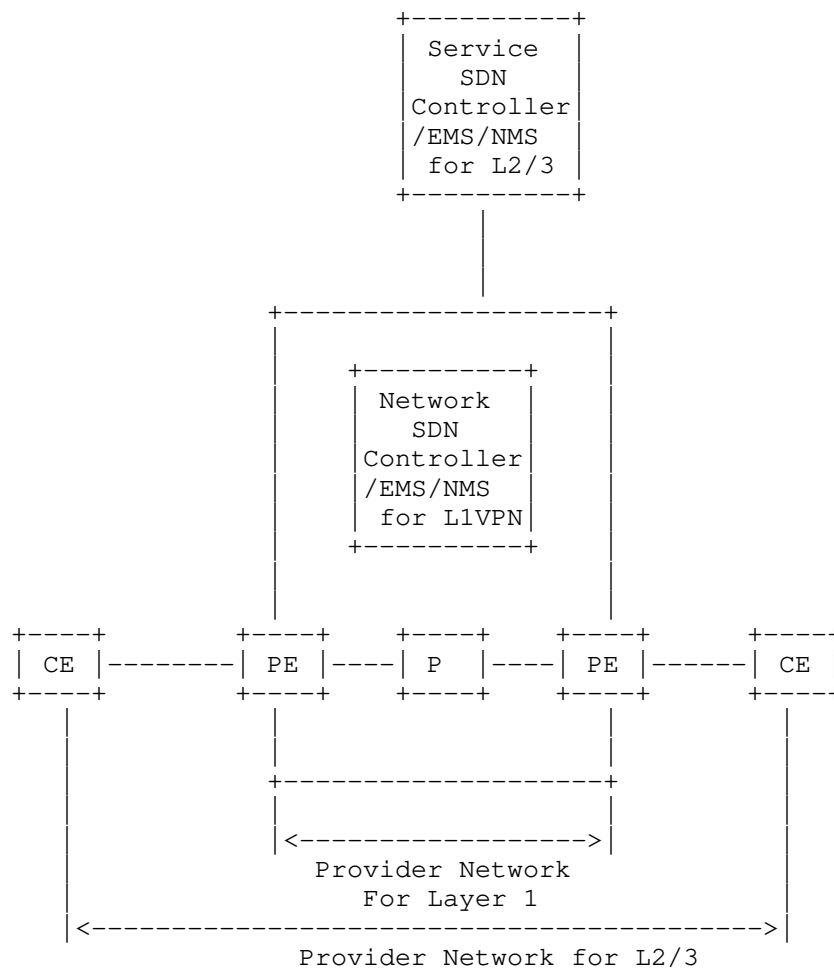 Service
SDN
Controller
/EMS/NMS
for L2/3
Network
SDN
Controller
/EMS/NMS
for L1VPN
CE PE P PE CE
Provider Network
For Layer 1
Provider Network for L2/3